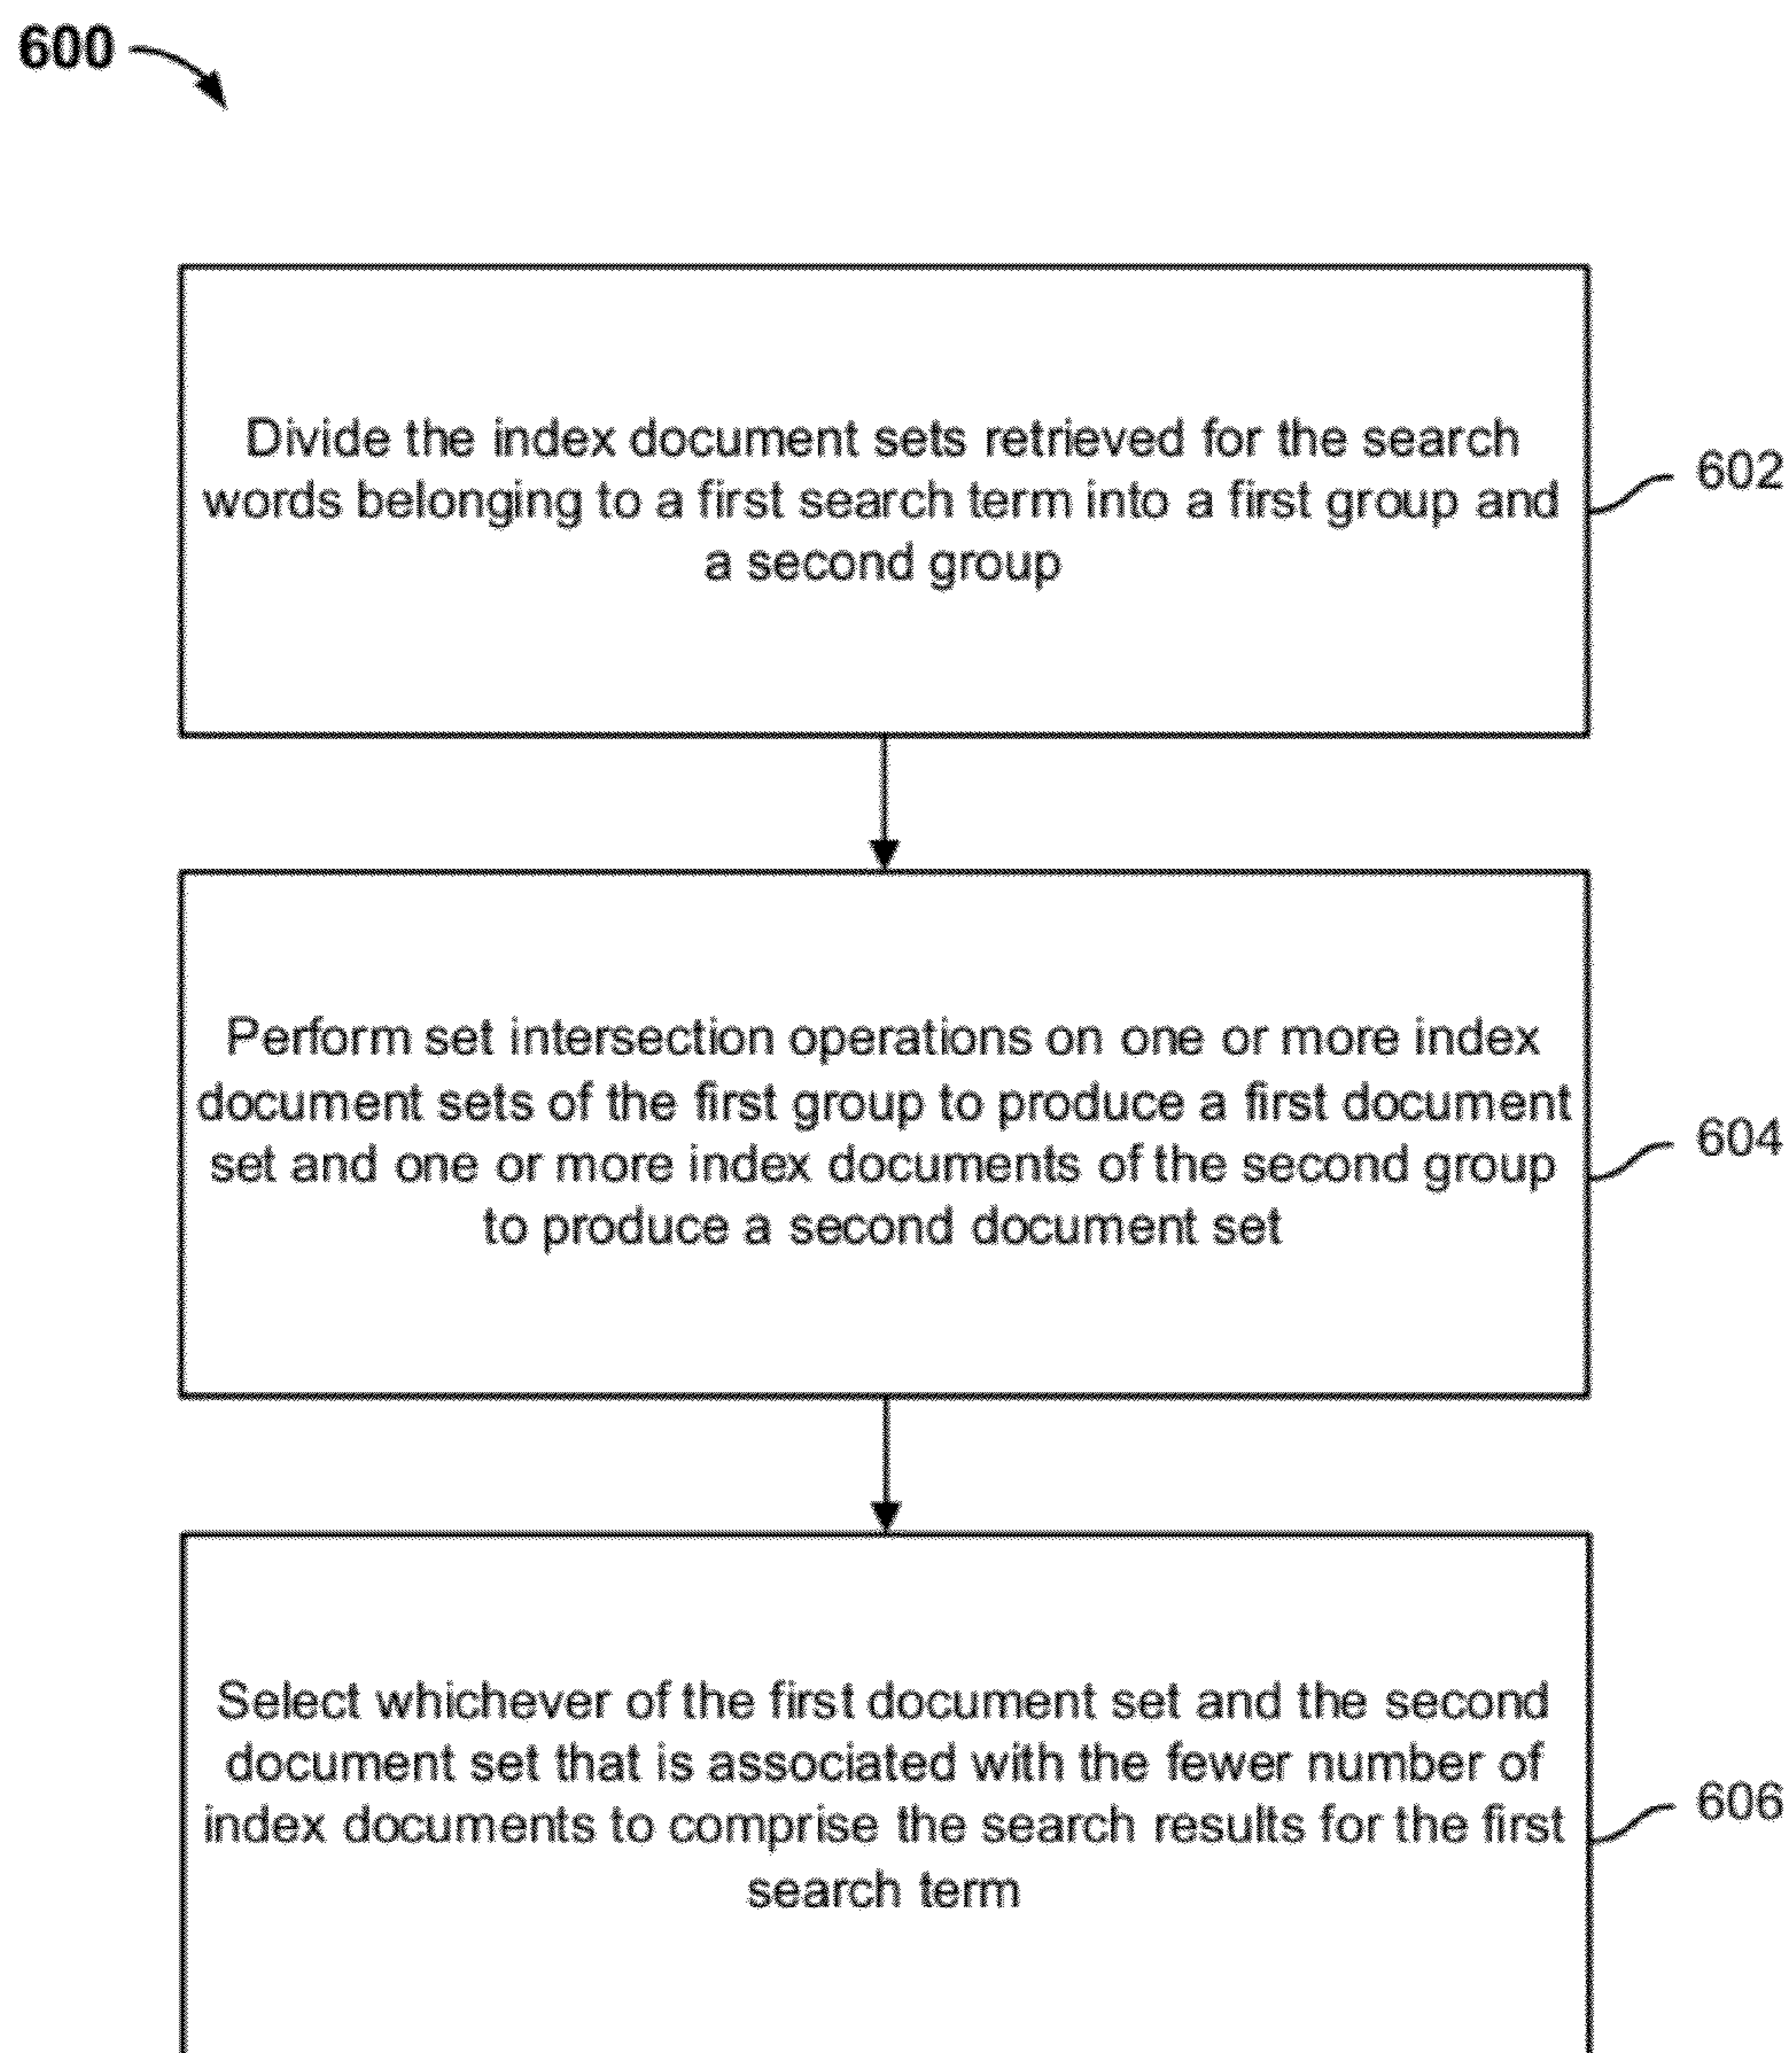 600
Divide the index document sets retrieved for the search
words belonging to a first search term into a first group and
a second group
602
Perform set intersection operations on one or more index
document sets of the first group to produce a first document
set and one or more index documents of the second group
to produce a second document set
604
Select whichever of the first document set and the second
document set that is associated with the fewer number of
index documents to comprise the search results for the first
search term
606